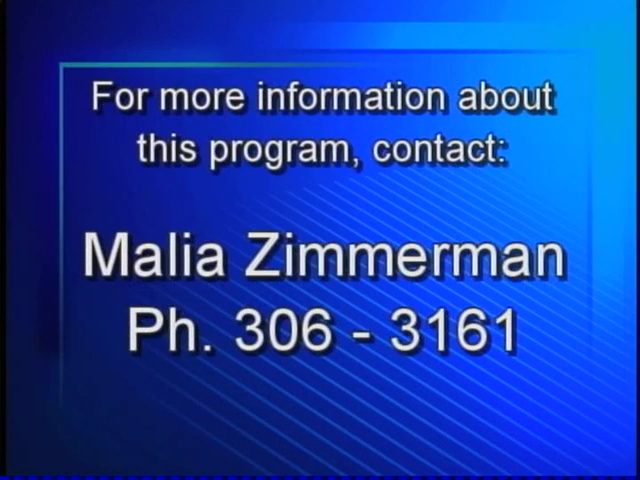 For more information about
this program, contact:
Malia Zimmerman
Ph. 306 - 3161